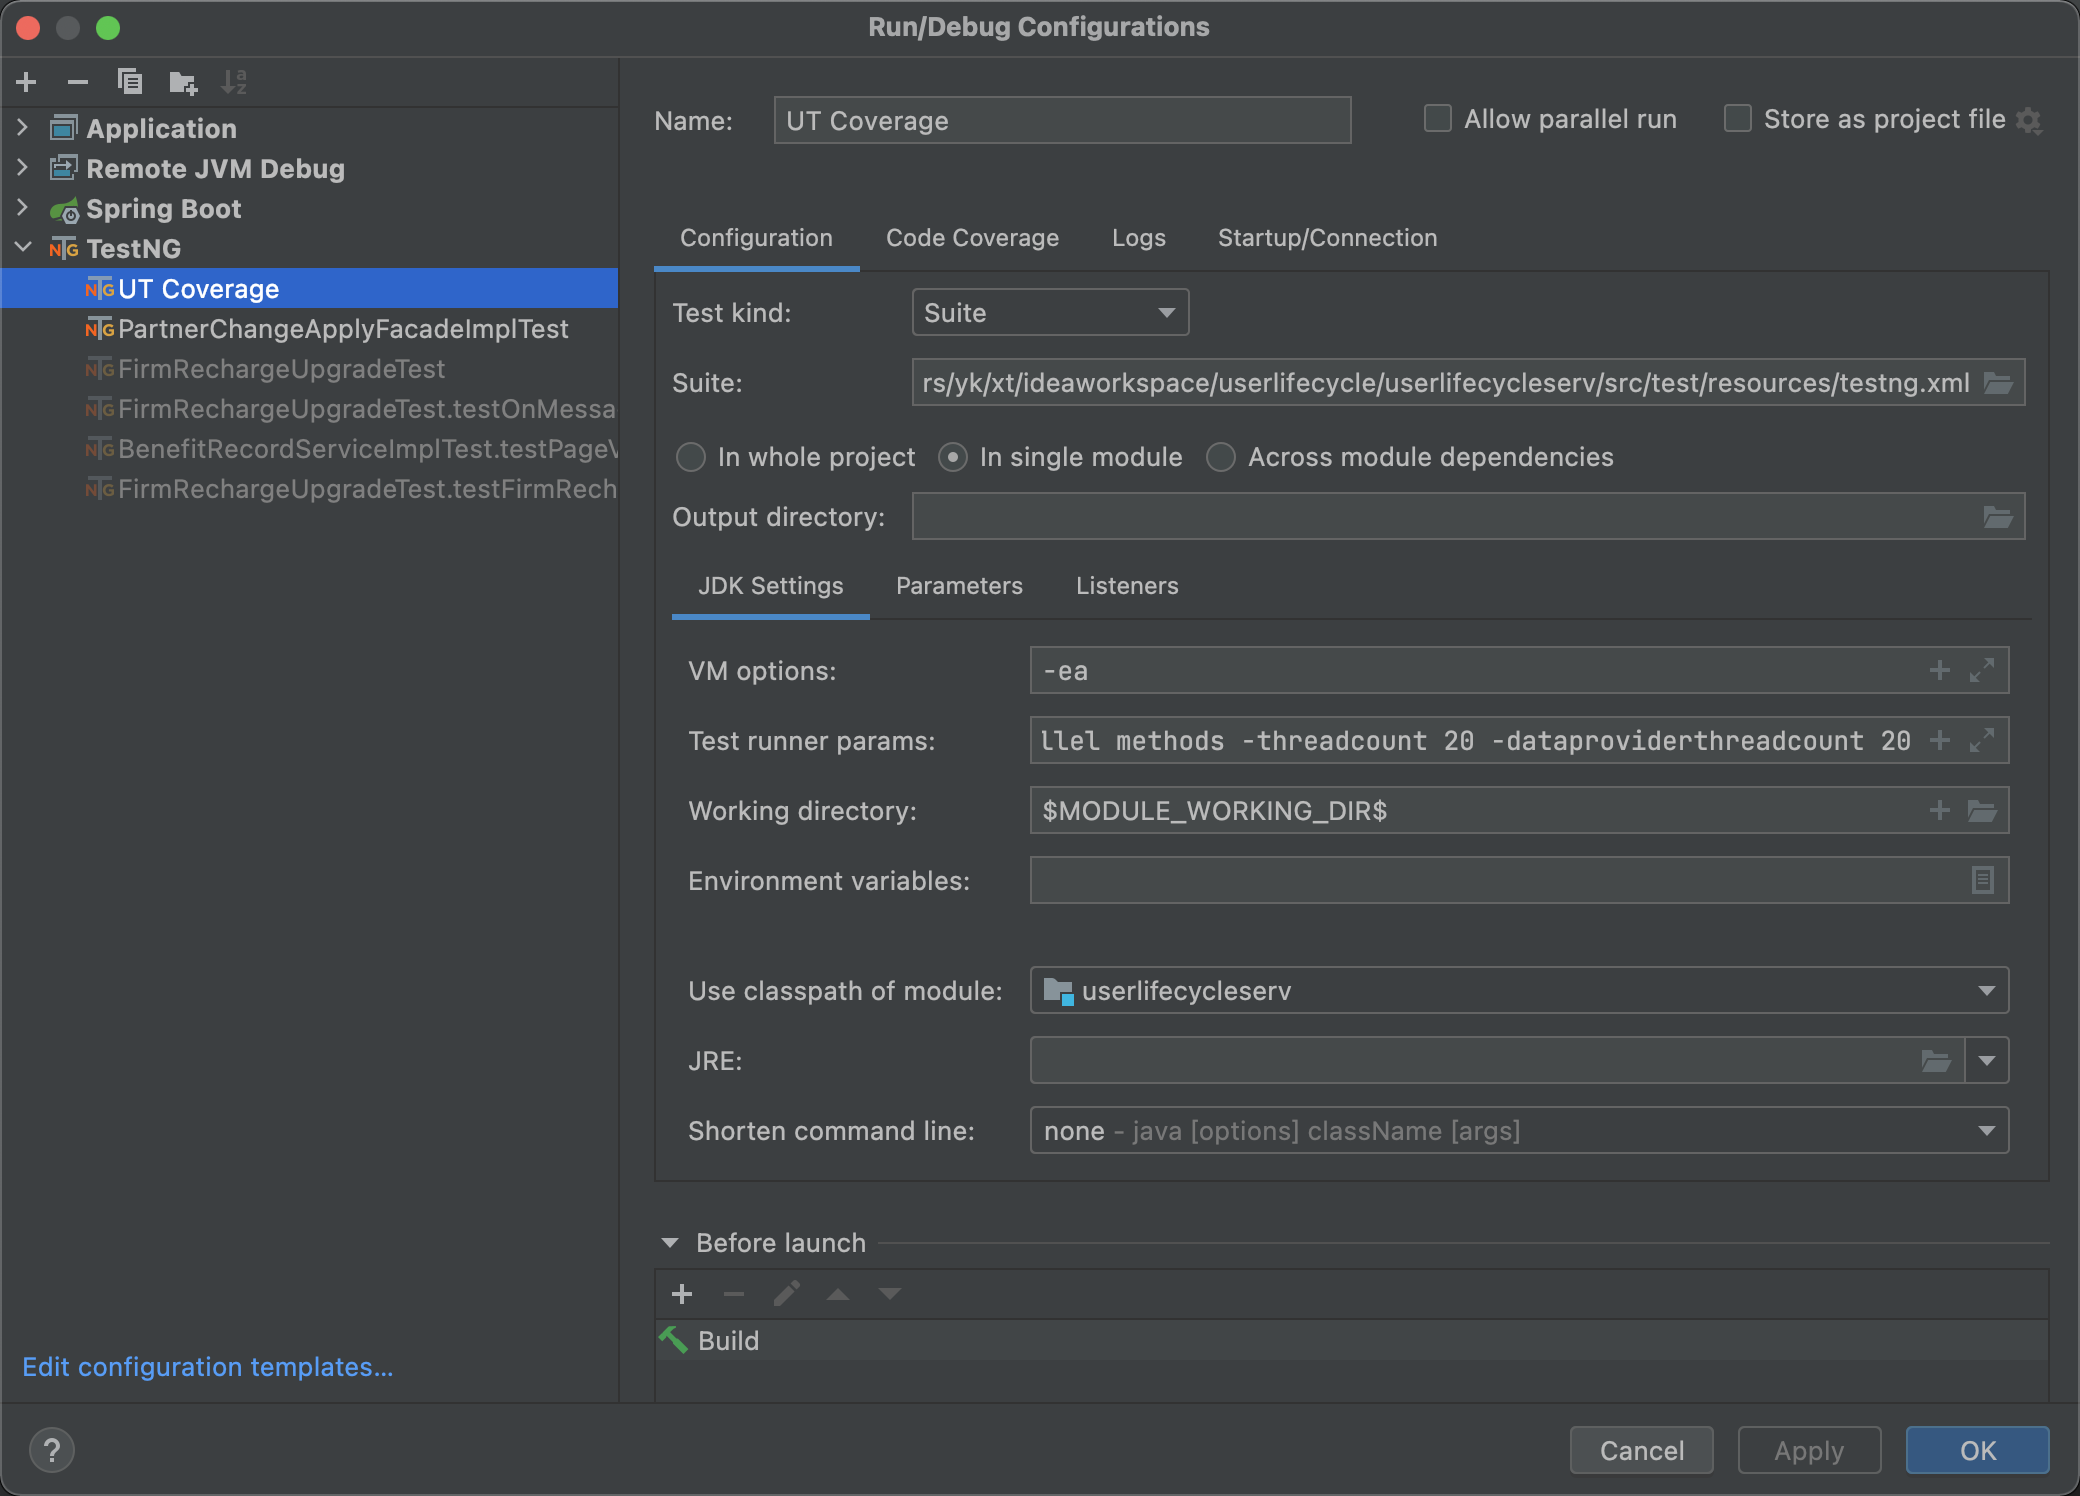 Run/Debug Configurations
Application
Remote JVM Debug
Spring Boot
TestNG
UT Coverage
PartnerChangeApplyFacadeImplTest
FirmRechargeUpgradeTest
FirmRechargeUpgradeTest.testOnMessa
BenefitRecordServiceImplTest.testPageV
FirmRechargeUpgradeTest.testFirmRech
Edit configuration templates...
Name: UT Coverage
Allow parallel run
Store as project file
Configuration Code Coverage Logs Startup/Connection
Test kind: Suite
Suite: rs/yk/xt/ideaworkspace/userlifecycle/userlifecycleserv/src/test/resources/testng.xml
In whole project In single module Across module dependencies
Output directory:
JDK Settings Parameters Listeners
VM options: -ea
Test runner params: llel methods -threadcount 20 -dataproviderthreadcount 20
Working directory: $MODULE_WORKING_DIR$
Environment variables:
Use classpath of module: userlifecycleserv
JRE:
Shorten command line: none - java [options] className [args]
Before launch
Build
?
Cancel Apply OK